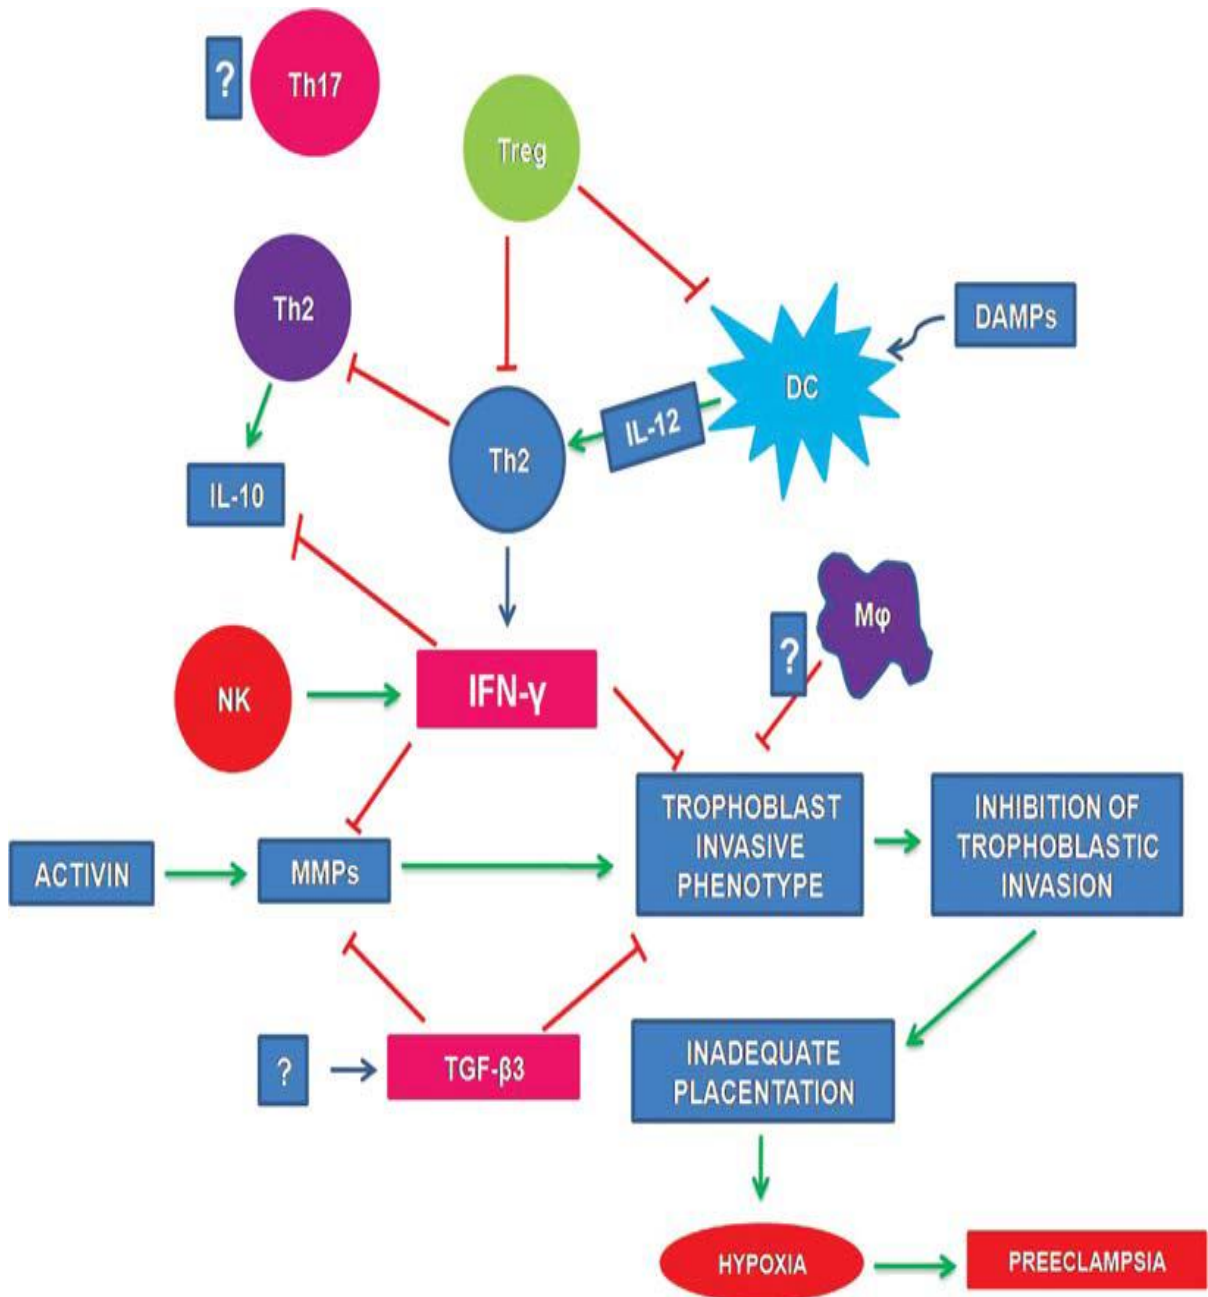 ?
Th17
Treg
Th2
DAMPs
DC
IL-12
Th2
IL-10
Mφ
?
NK
IFN-γ
TROPHOBLAST
INVASIVE
PHENOTYPE
INHIBITION OF
TROPHOBLASTIC
INVASION
ACTIVIN
MMPs
?
TGF-β3
INADEQUATE
PLACENTATION
HYPOXIA
PREECLAMPSIA